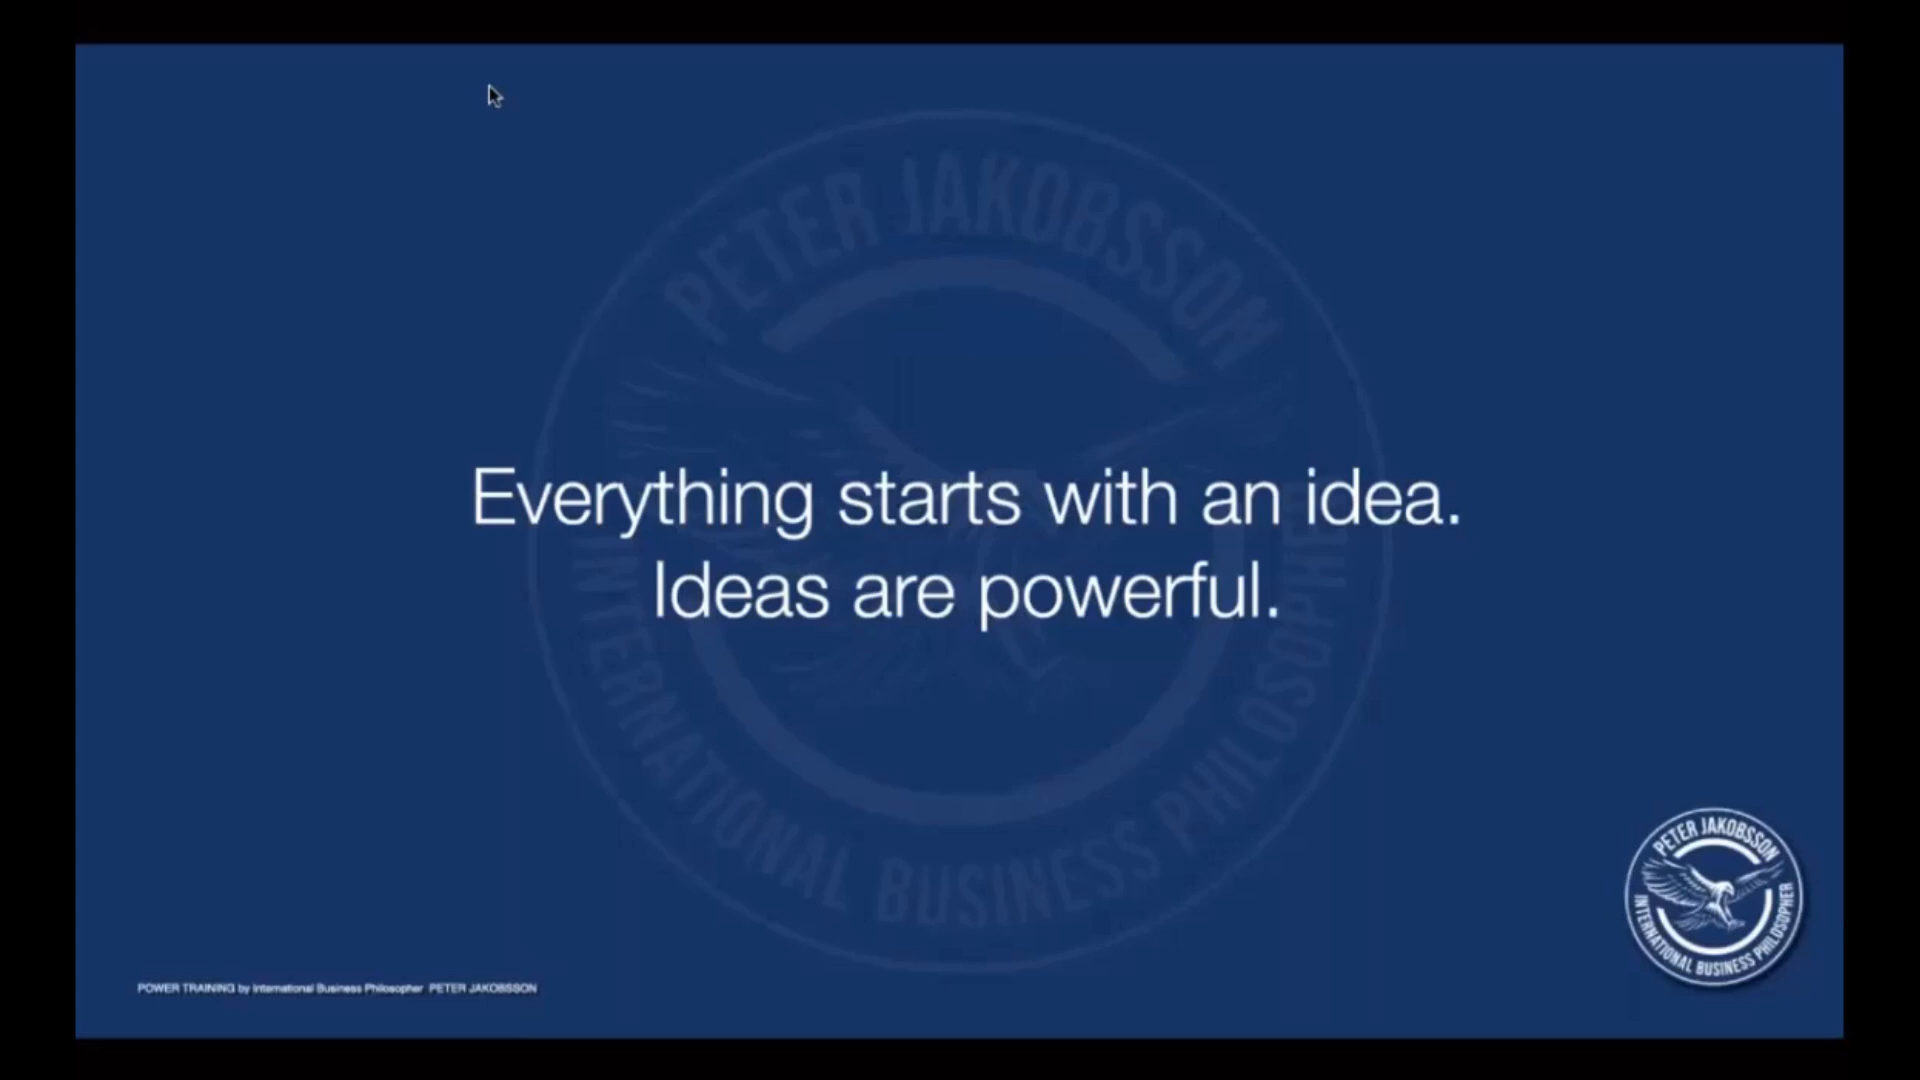 PETER JAKOBSSON
Everything starts with an idea.
Ideas are powerful.
INTERNATIONAL BUSINESS PHILOSOPHER
PETER JAKOBSSON
INTERNATIONAL BUSINESS PHILOSOPHER
POWER TRAINING by International Business Philosopher PETER JAKOBSSON